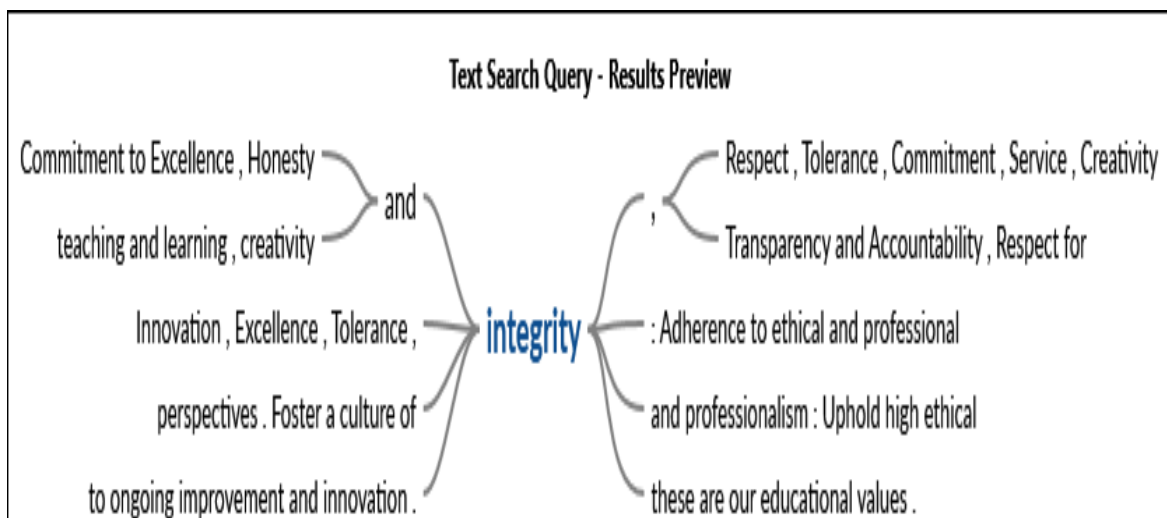 Text Search Query - Results Preview
Commitment to Excellence , Honesty
teaching and learning , creativity
and
Innovation , Excellence , Tolerance ,
perspectives . Foster a culture of
to ongoing improvement and innovation .
integrity
,
Respect , Tolerance , Commitment , Service , Creativity
Transparency and Accountability , Respect for
: Adherence to ethical and professional
and professionalism : Uphold high ethical
these are our educational values .